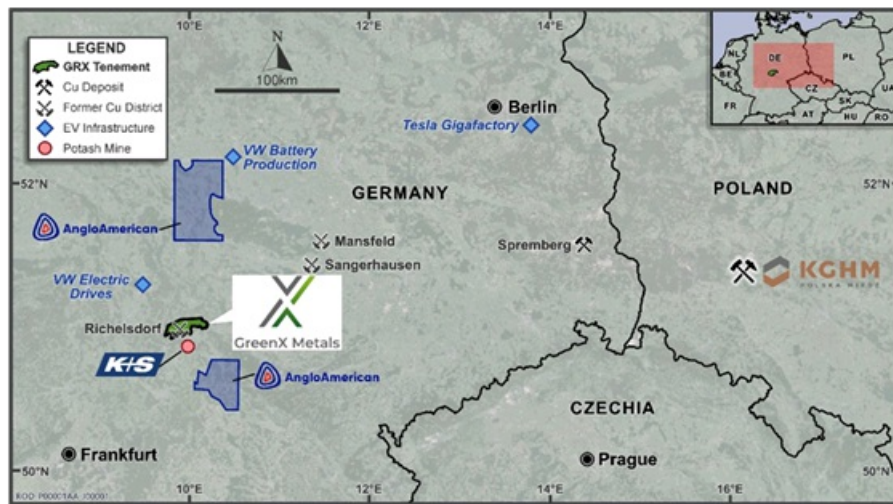 10°E
12°E
14°E
LEGEND
GRX Tenement
Cu Deposit
Former Cu District
EV Infrastructure
Potash Mine
N
100km
NL
DE
PL
BE
CZ
UA
FR
SK
AT
HU
RO
Berlin
Tesla Gigafactory
VW Battery
Production
52°N
GERMANY
POLAND
52°N
AngloAmerican
Mansfeld
Spremberg
Sangerhausen
KGHM
POLSKA MIEDŹ
VW Electric
Drives
Richelsdorf
GreenX Metals
K+S
AngloAmerican
CZECHIA
Frankfurt
Prague
50°N
50°N
10°E
12°E
14°E
16°E